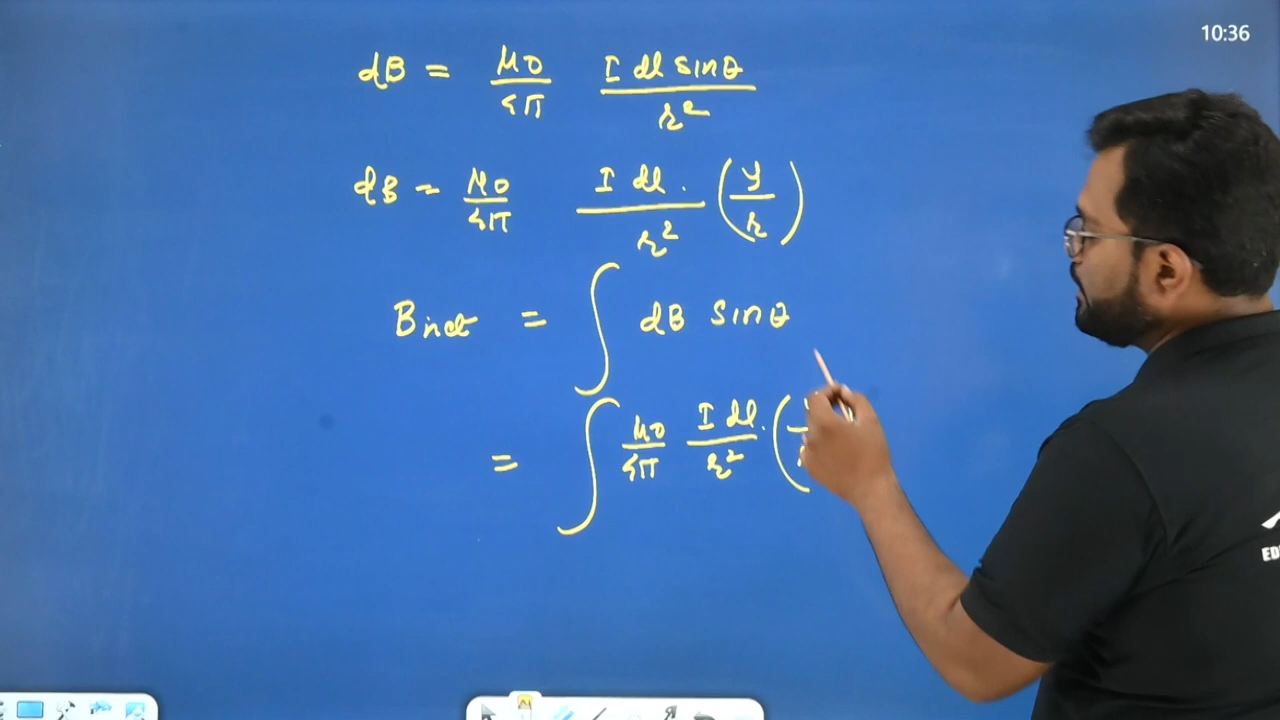 10:36
dB = μ0/4π I dl sinθ/r²
dB = μ0/4π I dl . /r² (y/r)
Bnet = ∫ dB sinθ
= ∫ μ0/4π I dl/r² . (
ED